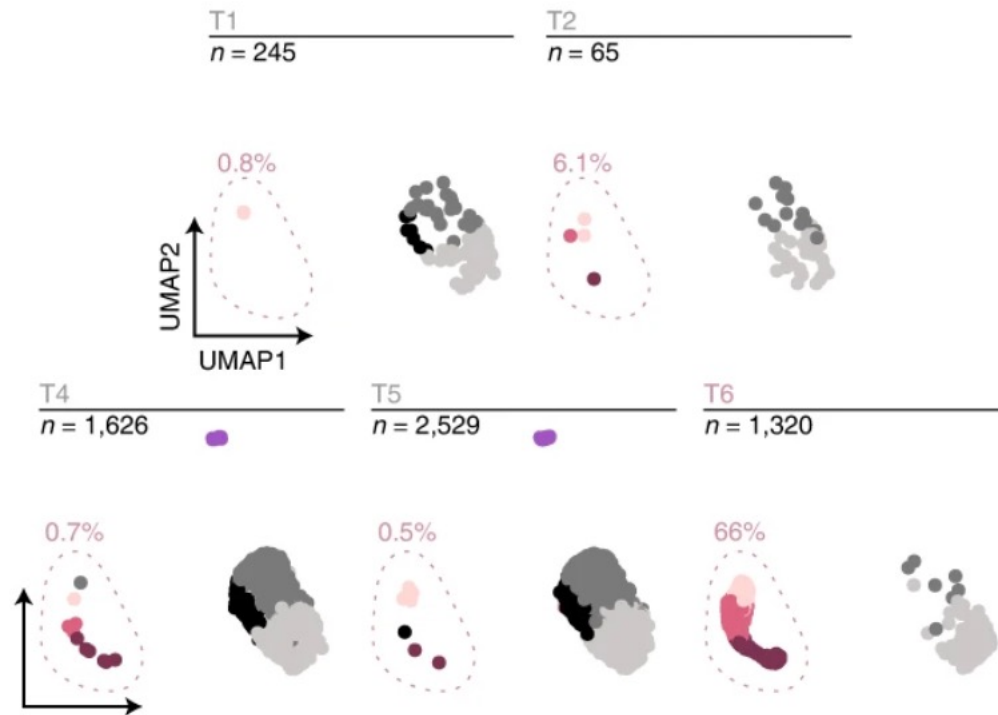 T1
n = 245
T2
n = 65
0.8%
6.1%
UMAP2
UMAP1
T4
n = 1,626
T5
n = 2,529
T6
n = 1,320
0.7%
0.5%
66%